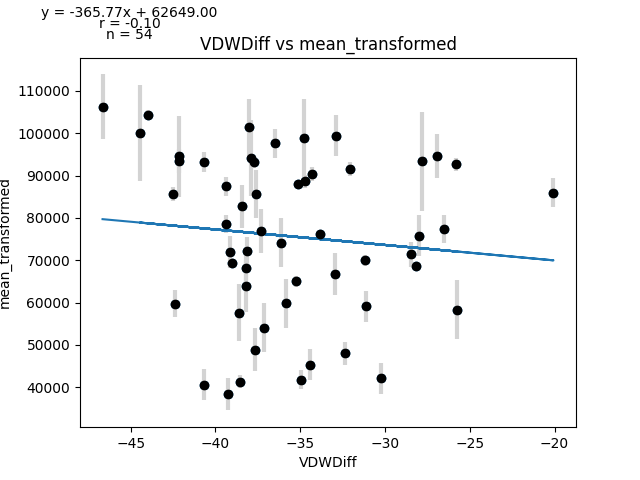 y = -365.77x + 62649.00
r = -0.10
n = 54
VDWDiff vs mean_transformed
110000
100000
90000
80000
70000
60000
50000
40000
mean_transformed
−45
−40
−35
−30
−25
−20
VDWDiff